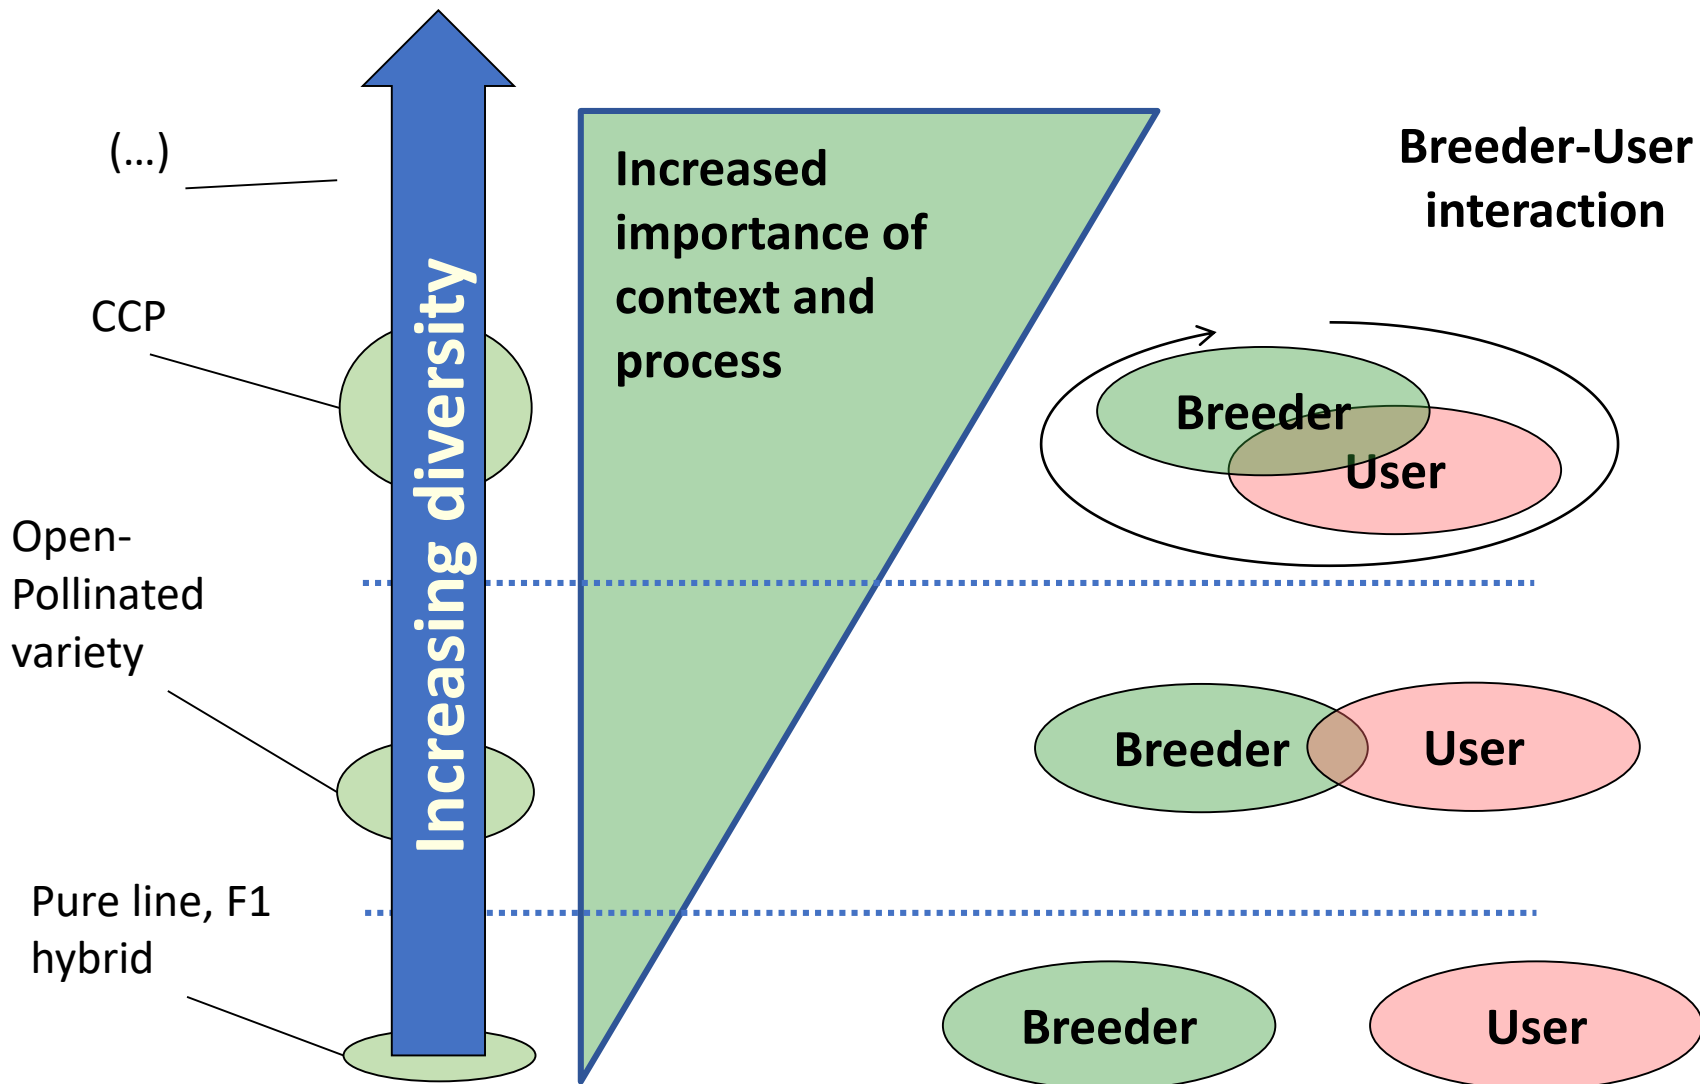 (...)
CCP
Open-
Pollinated
variety
Pure line, F1
hybrid
Increasing diversity
Increased
importance of
context and
process
Breeder-User
interaction
Breeder
User
Breeder
User
Breeder
User